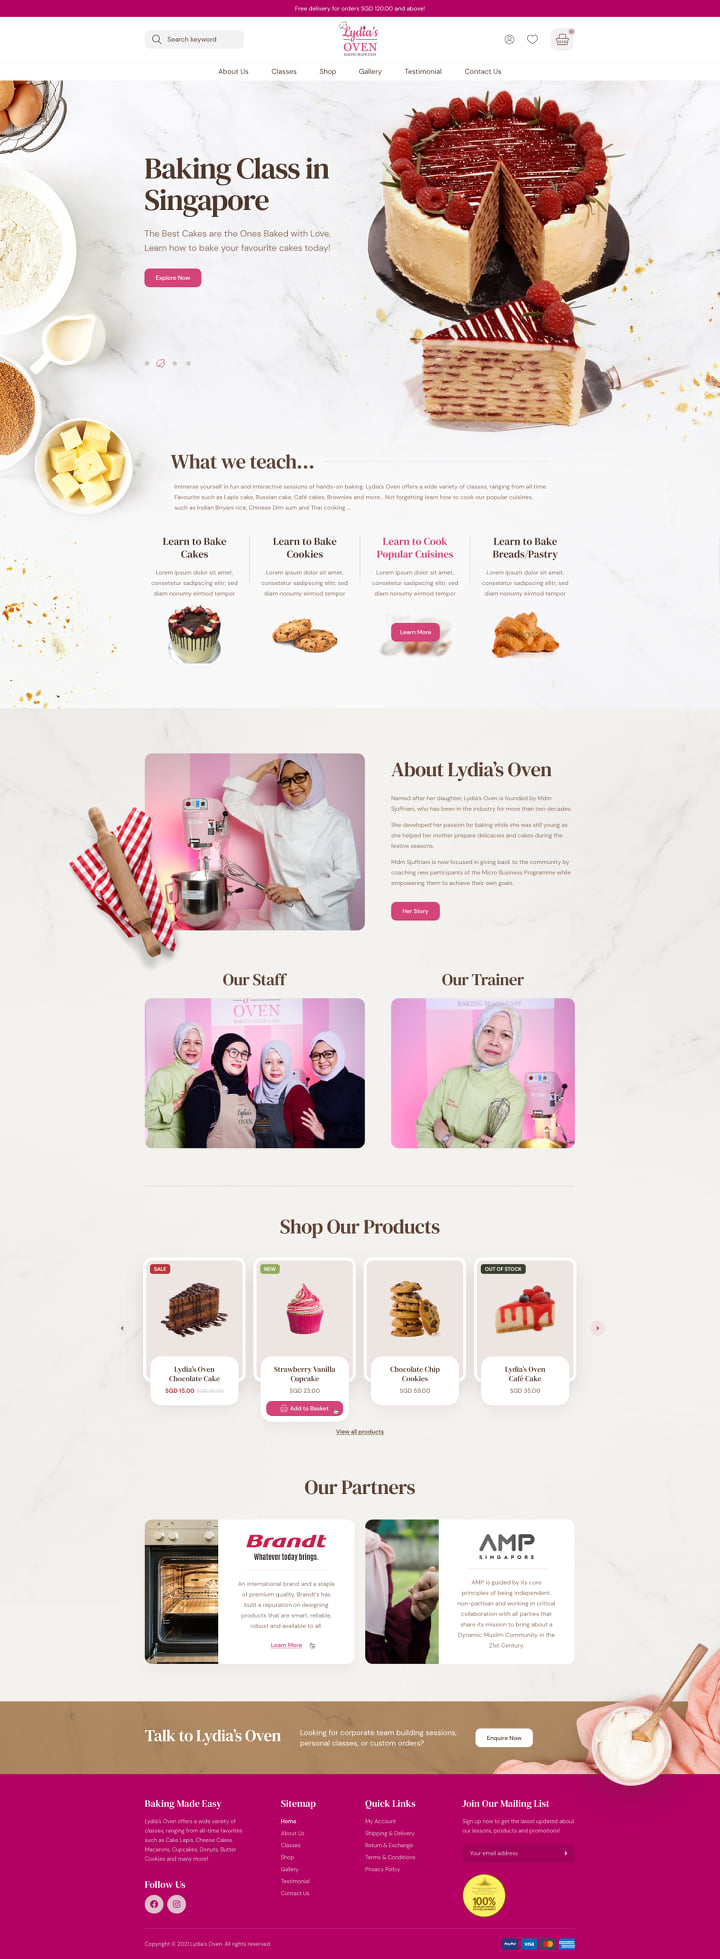 Free delivery for orders SGD 120.00 and above!
Search keyword
Lydia's
OVEN
BAKING MADE EASY
About Us
Classes
Shop
Gallery
Testimonial
Contact Us
Baking Class in
Singapore
The Best Cakes are the Ones Baked with Love.
Learn how to bake your favourite cakes today!
Explore Now
What we teach...
Immerse yourself in fun and interactive sessions of hands-on baking. Lydia's Oven offers a wide variety of classes, ranging from all time
Favourite such as Lapis cake, Russian cake, Café cakes, Brownies and more.. Not forgetting learn how to cook our popular cuisines,
such as Indian Briyani rice, Chinese Dim sum and Thai cooking ...
Learn to Bake
Cakes
Lorem ipsum dolor sit amet,
consetetur sadipscing elitr, sed
diam nonumy eirmod tempor
Learn to Bake
Cookies
Lorem ipsum dolor sit amet,
consetetur sadipscing elitr, sed
diam nonumy eirmod tempor
Learn to Cook
Popular Cuisines
Lorem ipsum dolor sit amet,
consetetur sadipscing elitr, sed
diam nonumy eirmod tempor
Learn More
Learn to Bake
Breads/Pastry
Lorem ipsum dolor sit amet,
consetetur sadipscing elitr, sed
diam nonumy eirmod tempor
About Lydia's Oven
Named after her daughter, Lydia's Oven is founded by Mdm
Sjuffriani, who has been in the industry for more than two decades.
She developed her passion for baking while she was still young as
she helped her mother prepare delicacies and cakes during the
festive seasons.
Mdm Sjuffriani is now focused in giving back to the community by
coaching new participants of the Micro Business Programme while
empowering them to achieve their own goals.
Her Story
Our Staff
OVEN
BAKING MADE EASY
Lydia's
OVEN
Our Trainer
BAKING MADE EASY
Shop Our Products
SALE
Lydia's Oven
Chocolate Cake
SGD 15.00
NEW
Strawberry Vanilla
Cupcake
SGD 23.00
Add to Basket
Chocolate Chip
Cookies
SGD 59.00
OUT OF STOCK
Lydia's Oven
Café Cake
SGD 35.00
View all products
Our Partners
Brandt
Whatever today brings.
An international brand and a staple
of premium quality, Brandt's has
built a reputation on designing
products that are smart, reliable,
robust and available to all.
Learn More
AMP
SINGAPORE
AMP is guided by its core
principles of being independent,
non-partisan and working in critical
collaboration with all parties that
share its mission to bring about a
Dynamic Muslim Community in the
21st Century.
Talk to Lydia's Oven
Looking for corporate team building sessions,
personal classes, or custom orders?
Enquire Now
Baking Made Easy
Lydia's Oven offers a wide variety of
classes, ranging from all-time favorites
such as Cake Lapis, Cheese Cakes,
Macarons, Cupcakes, Donuts, Butter
Cookies and many more!
Follow Us
Sitemap
Home
About Us
Classes
Shop
Gallery
Testimonial
Contact Us
Quick Links
My Account
Shipping & Delivery
Return & Exchange
Terms & Conditions
Privacy Policy
Join Our Mailing List
Sign up now to get the latest updated about
our lessons, products and promotions!
Your email address
100%
Copyright © 2021 Lydia's Oven. All rights reserved.
PayPal
VISA